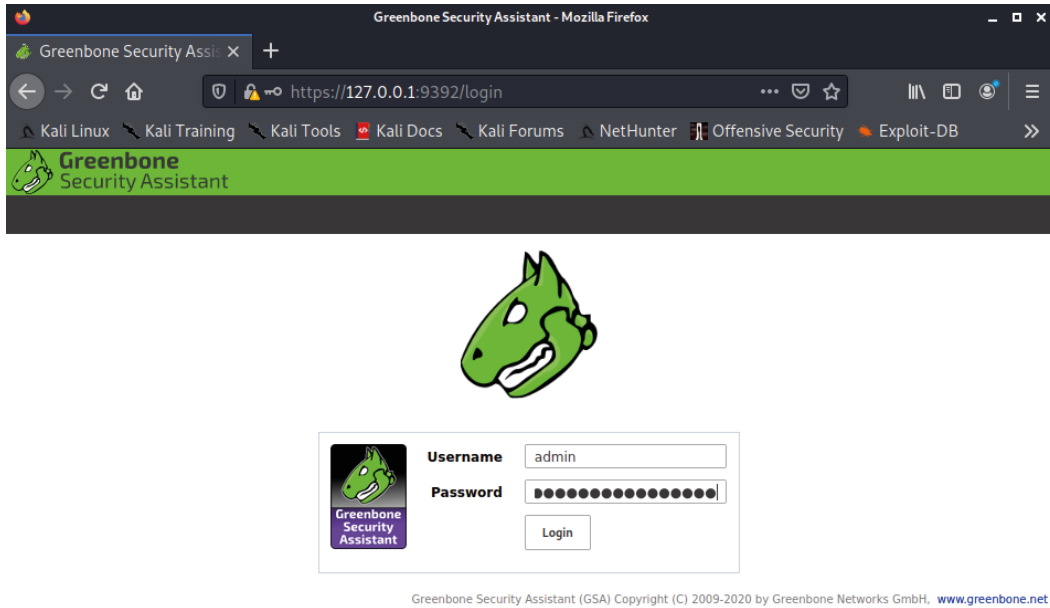 Greenbone Security Assistant - Mozilla Firefox
Greenbone Security Assis
https://127.0.0.1:9392/login
Kali Linux Kali Training Kali Tools Kali Docs Kali Forums NetHunter Offensive Security Exploit-DB
Greenbone
Security Assistant
Username admin
Password
Greenbone
Security
Assistant
Login
Greenbone Security Assistant (GSA) Copyright (C) 2009-2020 by Greenbone Networks GmbH, www.greenbone.net